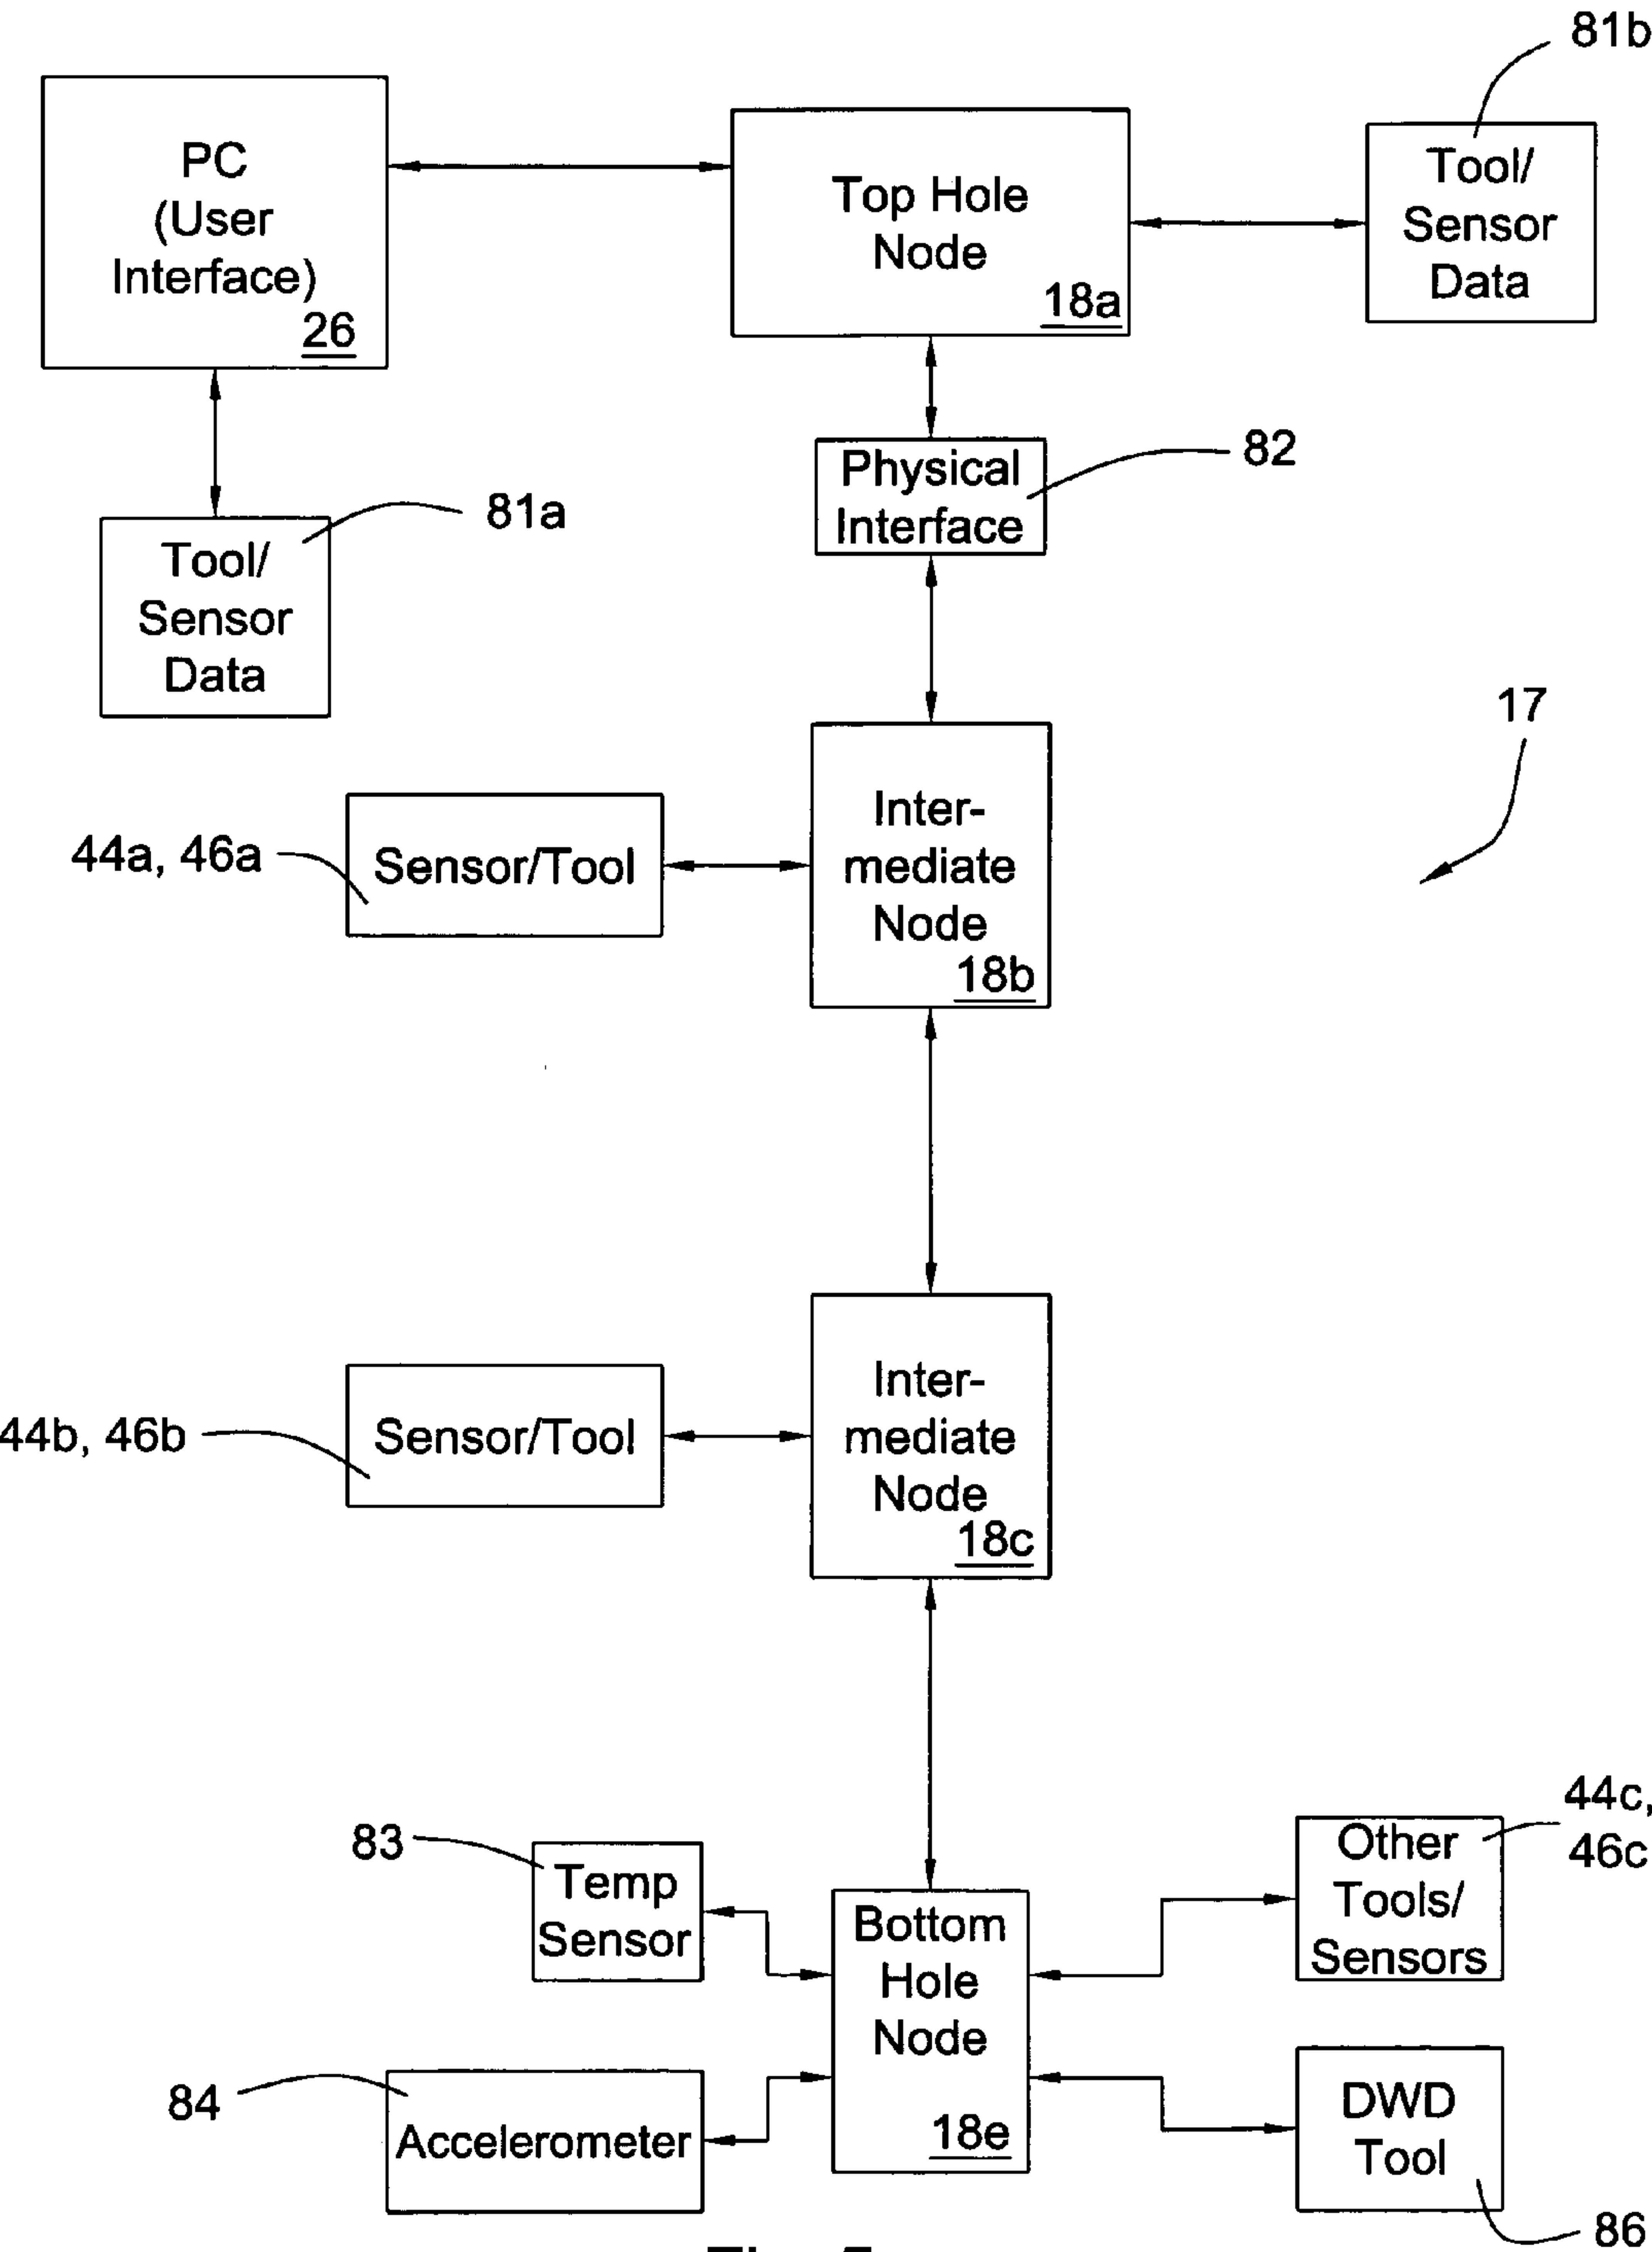 81b
PC
(User
Interface)
26
Top Hole
Node
18a
Tool/
Sensor
Data
Physical
Interface
82
81a
Tool/
Sensor
Data
17
Inter-
mediate
Node
18b
44a, 46a
Sensor/Tool
Inter-
mediate
Node
18c
44b, 46b
Sensor/Tool
83
Temp
Sensor
Bottom
Hole
Node
18e
44c,
46c
Other
Tools/
Sensors
84
Accelerometer
DWD
Tool
86